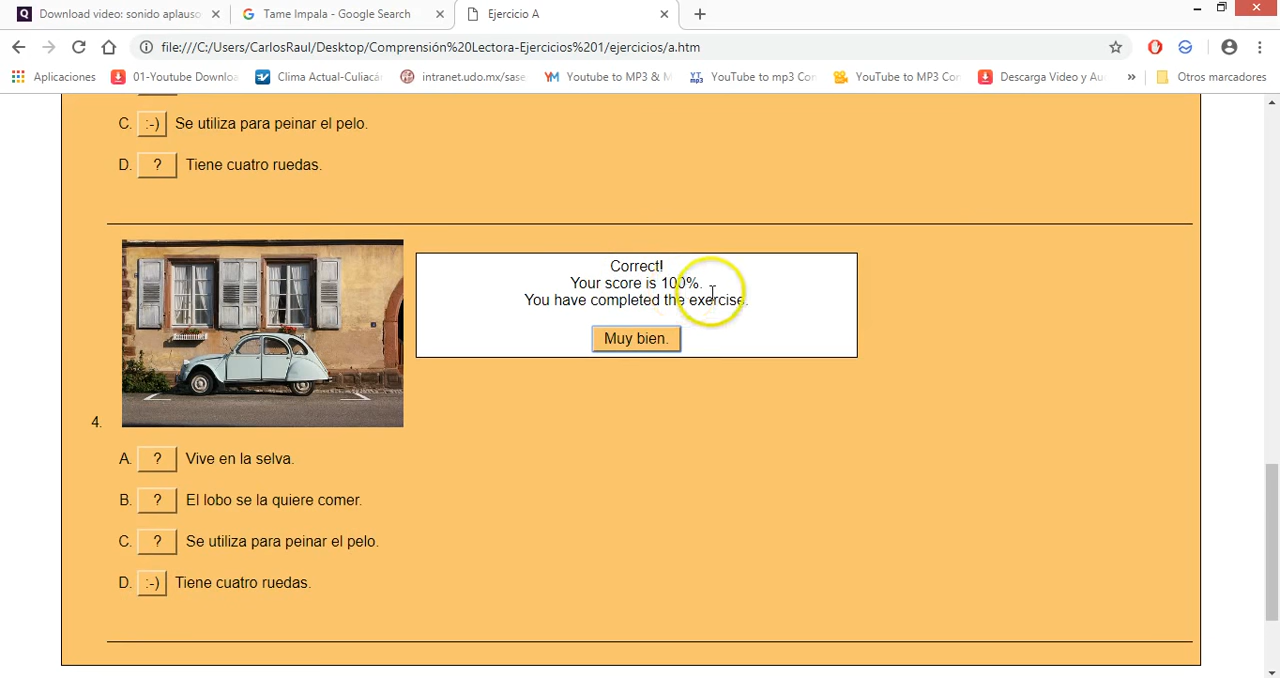 Download video: sonido aplauso
Tame Impala - Google Search
Ejercicio A
file:///C:/Users/CarlosRaul/Desktop/Comprensión%20Lectora-Ejercicios%201/ejercicios/a.htm
Aplicaciones
01-Youtube Downloa
Clima Actual-Culiacá
intranet.udo.mx/sase
Youtube to MP3 & M
YouTube to mp3 Con
YouTube to MP3 Con
Descarga Video y Au
»
Otros marcadores
C. :-) Se utiliza para peinar el pelo.
D. ? Tiene cuatro ruedas.
Correct!
Your score is 100%.
You have completed the exercise.
Muy bien.
4.
A. ? Vive en la selva.
B. ? El lobo se la quiere comer.
C. ? Se utiliza para peinar el pelo.
D. :-) Tiene cuatro ruedas.